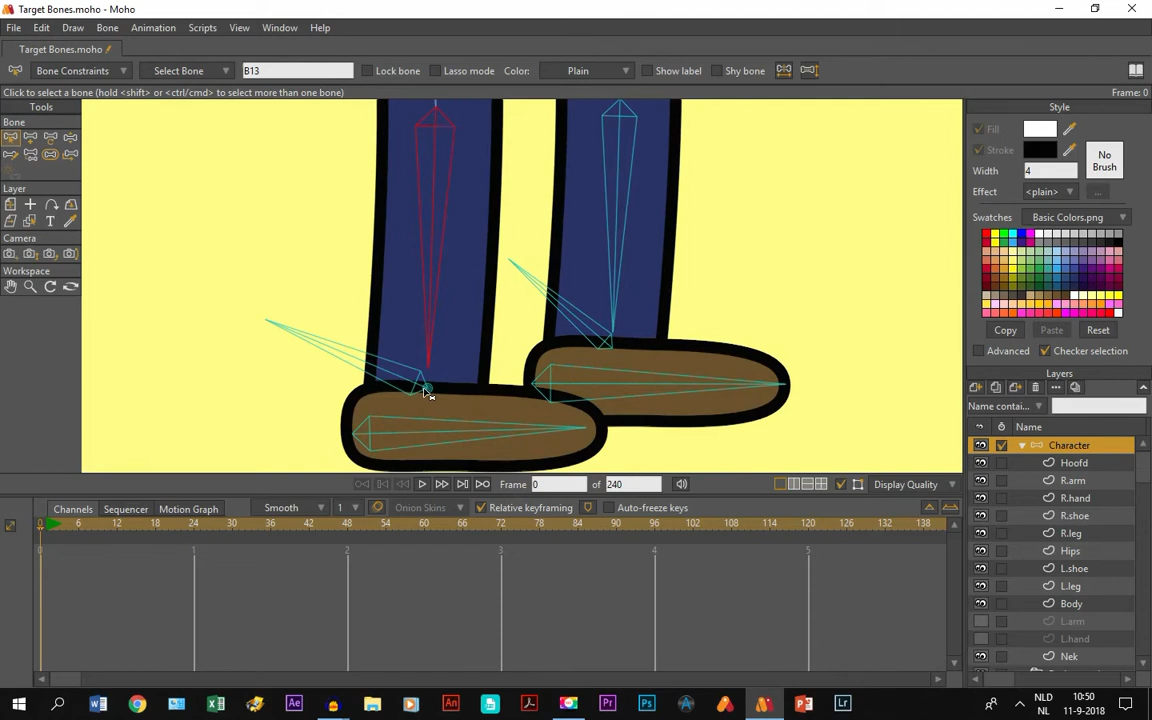 Target Bones.moho - Moho
File Edit Draw Bone Animation Scripts View Window Help
Target Bones.moho
Bone Constraints Select Bone B13 Lock bone Lasso mode Color: Plain Show label Shy bone
Click to select a bone (hold <shift> or <ctrl/cmd> to select more than one bone) Frame: 0
Tools
Bone
Layer
T
Camera
Workspace
Style
Fill
Stroke
No Brush
Width 4
Effect <plain> ...
Swatches Basic Colors.png
Copy Paste Reset
Advanced Checker selection
Layers
Name contai...
Name
Character
Hoofd
R.arm
R.hand
R.shoe
R.leg
Hips
L.shoe
L.leg
Body
L.arm
L.hand
Nek
Frame 0 of 240 Display Quality
Channels Sequencer Motion Graph Smooth 1 Onion Skins Relative keyframing Auto-freeze keys
0 6 12 18 24 30 36 42 48 54 60 66 72 78 84 90 96 102 108 114 120 126 132 138
0 1 2 3 4 5
NLD 10:50
NL 11-9-2018